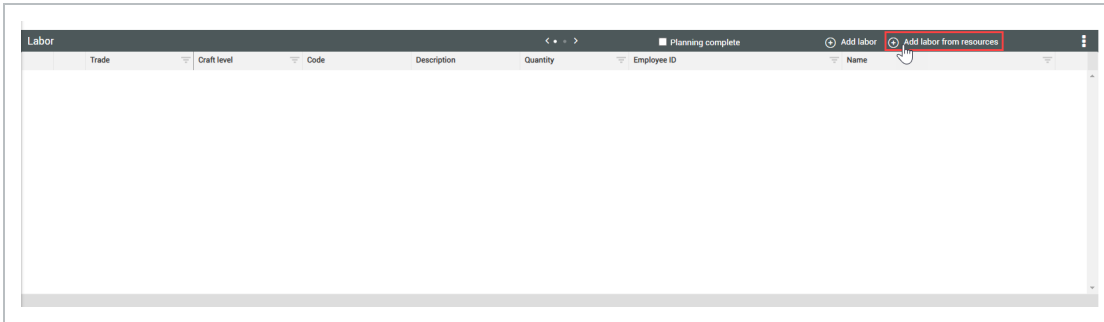 Labor Planning complete Add labor Add labor from resources
Trade Craft level Code Description Quantity Employee ID Name